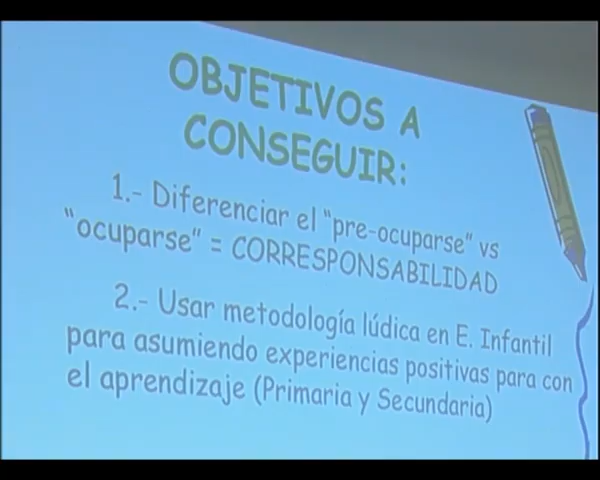 OBJETIVOS A
CONSEGUIR:
1.- Diferenciar el "pre-ocuparse" vs
"ocuparse" = CORRESPONSABILIDAD
2.- Usar metodología lúdica en E. Infantil
para asumiendo experiencias positivas para con
el aprendizaje (Primaria y Secundaria)